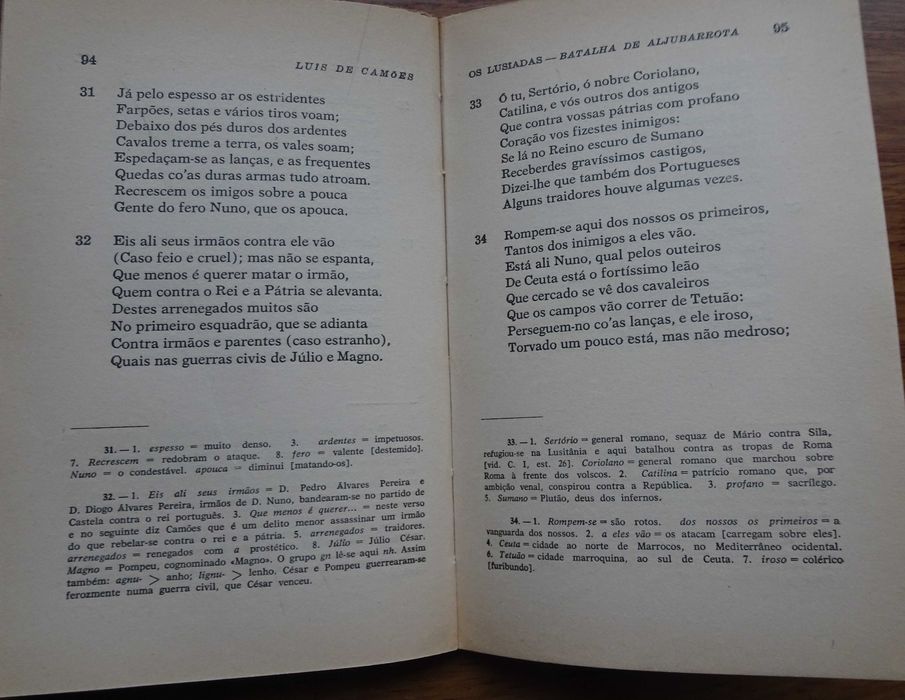 94
LUIS DE CAMÕES
31 Já pelo espesso ar os estridentes
Farpões, setas e vários tiros voam;
Debaixo dos pés duros dos ardentes
Cavalos treme a terra, os vales soam;
Espedaçam-se as lanças, e as frequentes
Quedas co'as duras armas tudo atroam.
Recrescem os imigos sobre a pouca
Gente do fero Nuno, que os apouca.
32 Eis ali seus irmãos contra ele vão
(Caso feio e cruel); mas não se espanta,
Que menos é querer matar o irmão,
Quem contra o Rei e a Pátria se alevanta.
Destes arrenegados muitos são
No primeiro esquadrão, que se adianta
Contra irmãos e parentes (caso estranho),
Quais nas guerras civis de Júlio e Magno.
31. — 1. espesso = muito denso. 3. ardentes = impetuosos.
7. Recrescem = redobram o ataque. 8. fero = valente [destemido].
Nuno = o condestável. apouca = diminui [matando-os].
32. — 1. Eis ali seus irmãos = D. Pedro Álvares Pereira e
D. Diogo Álvares Pereira, irmãos de D. Nuno, bandearam-se no partido de
Castela contra o rei português. 3. Que menos é querer... = neste verso
e no seguinte diz Camões que é um delito menor assassinar um irmão
do que rebelar-se contra o rei e a pátria. 5. arrenegados = traidores.
arrenegados = renegados com a prostético. 8. Júlio = Júlio César.
Magno = Pompeu, cognominado «Magno». O grupo gn lê-se aqui nh. Assim
também: agnu- > anho; lignu- > lenho. César e Pompeu guerrearam-se
ferozmente numa guerra civil, que César venceu.
OS LUSIADAS — BATALHA DE ALJUBARROTA
95
33 Ó tu, Sertório, ó nobre Coriolano,
Catilina, e vós outros dos antigos
Que contra vossas pátrias com profano
Coração vos fizestes inimigos:
Se lá no Reino escuro de Sumano
Receberdes gravíssimos castigos,
Dizei-lhe que também dos Portugueses
Alguns traidores houve algumas vezes.
34 Rompem-se aqui dos nossos os primeiros,
Tantos dos inimigos a eles vão.
Está ali Nuno, qual pelos outeiros
De Ceuta está o fortíssimo leão
Que cercado se vê dos cavaleiros
Que os campos vão correr de Tetuão:
Perseguem-no co'as lanças, e ele iroso,
Torvado um pouco está, mas não medroso;
33. — 1. Sertório = general romano, sequaz de Mário contra Sila,
refugiou-se na Lusitânia e aqui batalhou contra as tropas de Roma
[vid. C. 1, est. 26]. Coriolano = general romano que marchou sobre
Roma à frente dos volscos. 2. Catilina = patrício romano que, por
ambição venal, conspirou contra a República. 3. profano = sacrílego.
5. Sumano = Plutão, deus dos infernos.
34. — 1. Rompem-se = são rotos. dos nossos os primeiros = a
vanguarda dos nossos. 2. a eles vão = os atacam [carregam sobre eles].
4. Ceuta = cidade ao norte de Marrocos, no Mediterrâneo ocidental.
6. Tetuão = cidade marroquina, ao sul de Ceuta. 7. iroso = colérico
[furibundo].